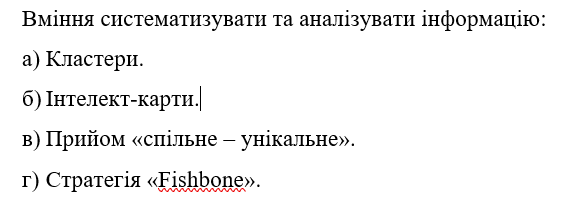 Вміння систематизувати та аналізувати інформацію:
а) Кластери.
б) Інтелект-карти.
в) Прийом «спільне – унікальне».
г) Стратегія «Fishbone».